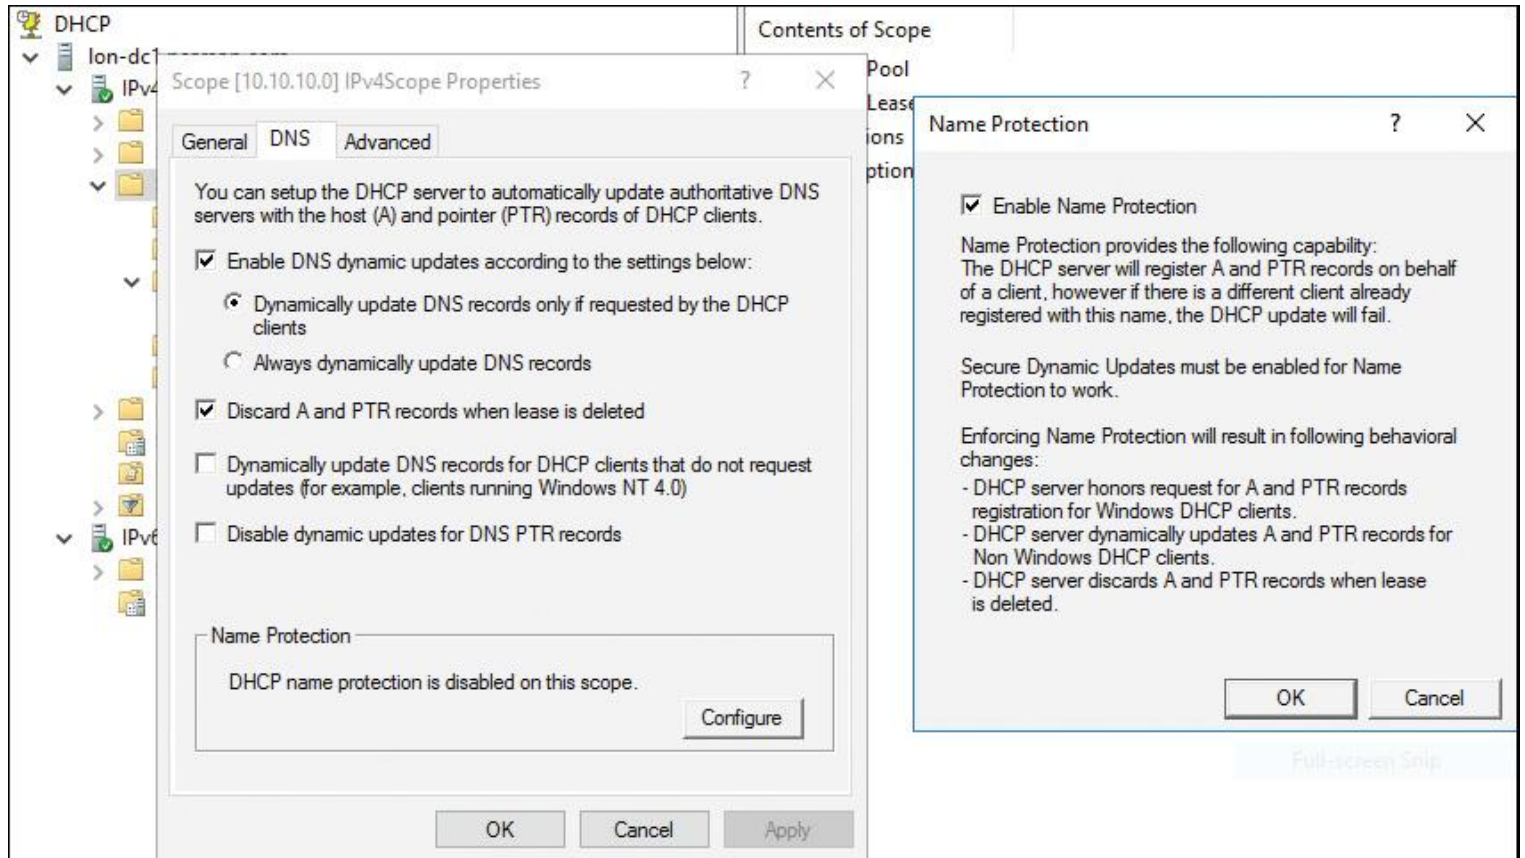 DHCP
Contents of Scope
lon-dc1
IPv4
Pool
Lease
ions
ption
IPv6
Scope [10.10.10.0] IPv4Scope Properties ?
General DNS Advanced
You can setup the DHCP server to automatically update authoritative DNS
servers with the host (A) and pointer (PTR) records of DHCP clients.
Enable DNS dynamic updates according to the settings below:
Dynamically update DNS records only if requested by the DHCP
clients
Always dynamically update DNS records
Discard A and PTR records when lease is deleted
Dynamically update DNS records for DHCP clients that do not request
updates (for example, clients running Windows NT 4.0)
Disable dynamic updates for DNS PTR records
Name Protection
DHCP name protection is disabled on this scope.
Configure
OK Cancel Apply
Name Protection ?
Enable Name Protection
Name Protection provides the following capability:
The DHCP server will register A and PTR records on behalf
of a client, however if there is a different client already
registered with this name, the DHCP update will fail.
Secure Dynamic Updates must be enabled for Name
Protection to work.
Enforcing Name Protection will result in following behavioral
changes:
- DHCP server honors request for A and PTR records
registration for Windows DHCP clients.
- DHCP server dynamically updates A and PTR records for
Non Windows DHCP clients.
- DHCP server discards A and PTR records when lease
is deleted.
OK Cancel
Full-screen Snip